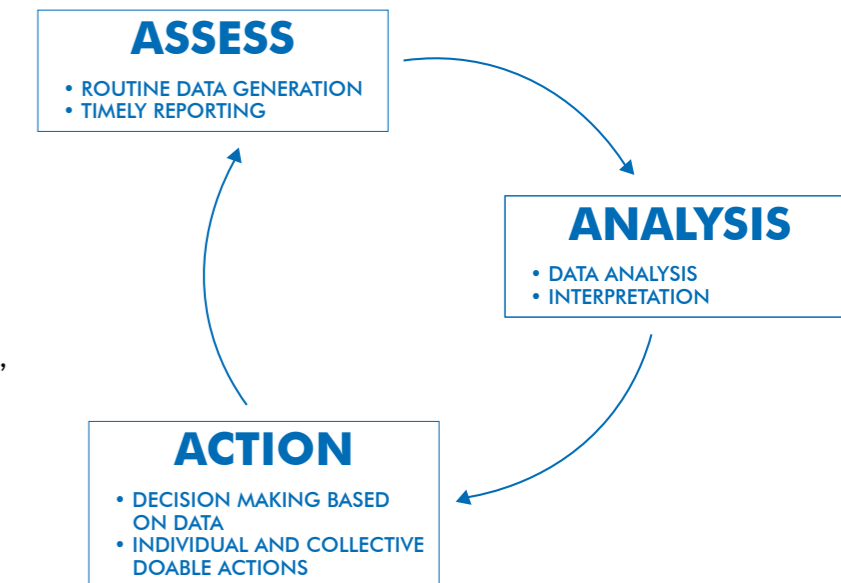 ASSESS
• ROUTINE DATA GENERATION
• TIMELY REPORTING
ANALYSIS
• DATA ANALYSIS
• INTERPRETATION
,
ACTION
• DECISION MAKING BASED
ON DATA
• INDIVIDUAL AND COLLECTIVE
DOABLE ACTIONS